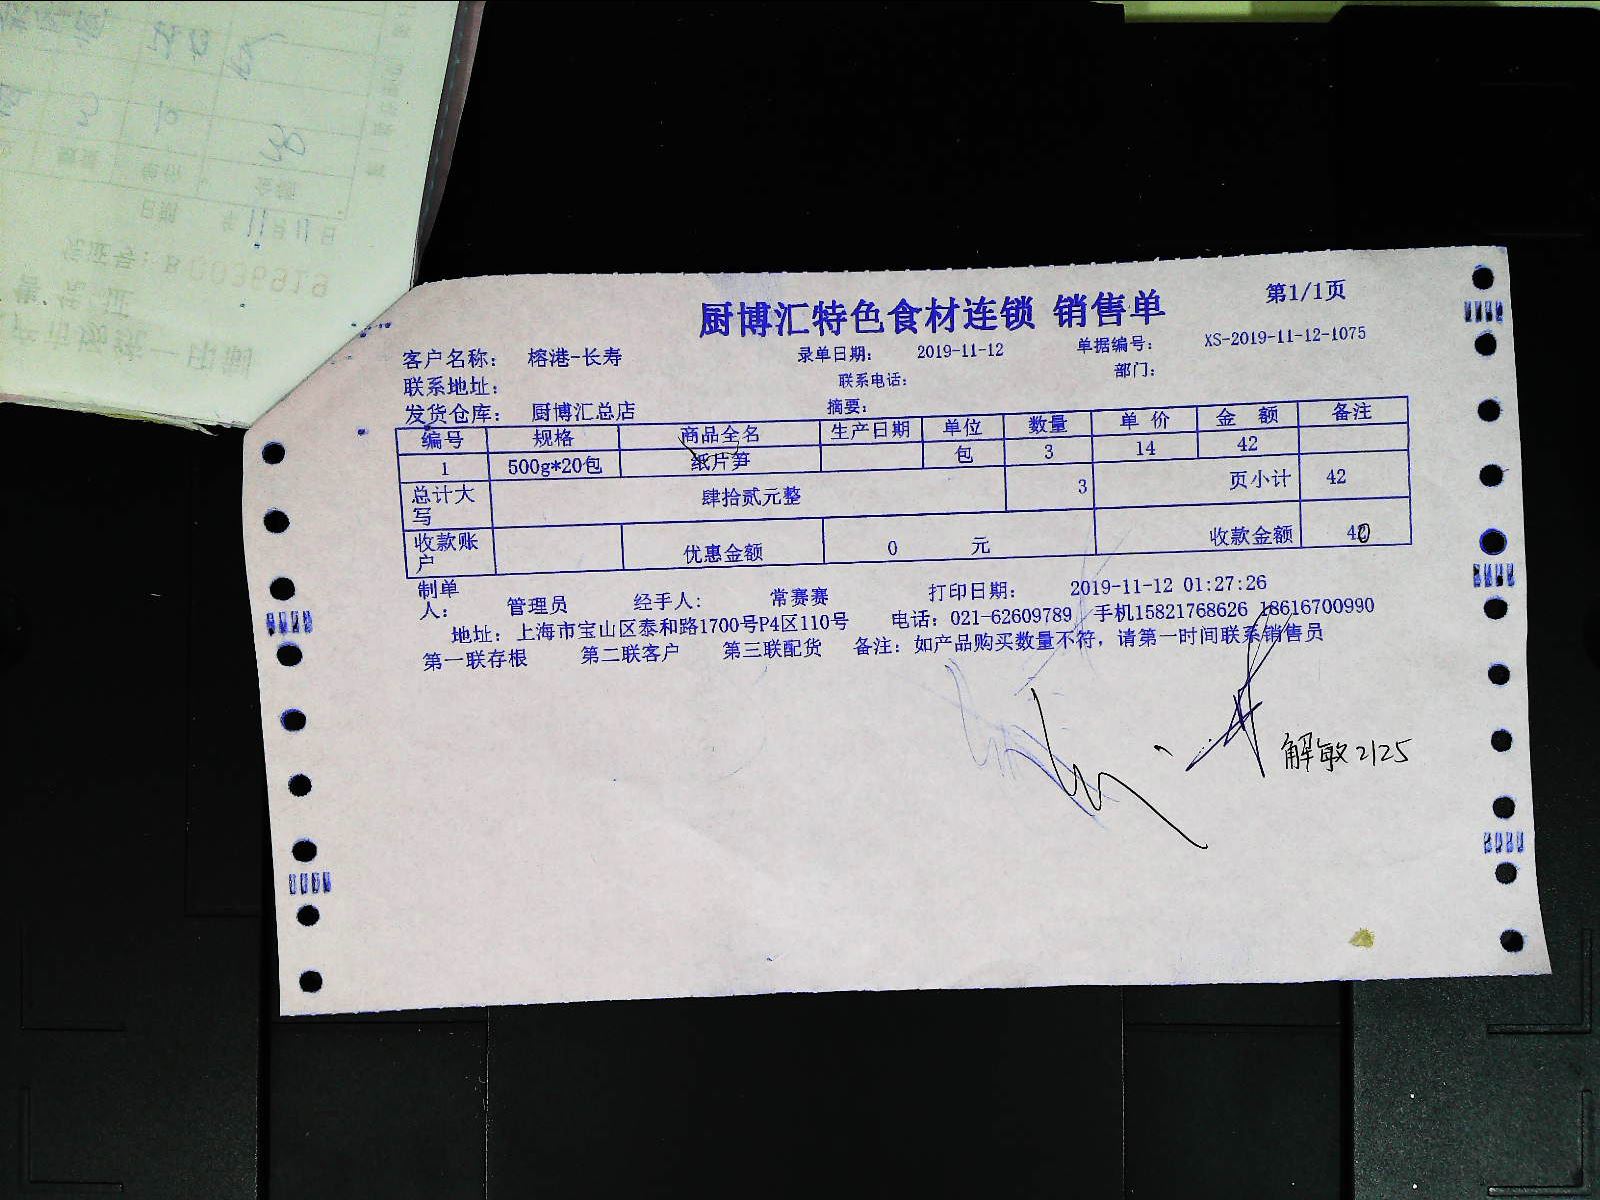 厨博汇特色食材连锁 销售单
第1/1页
客户名称： 榕港-长寿 录单日期： 2019-11-12 单据编号： XS-2019-11-12-1075
联系地址： 联系电话： 部门：
发货仓库： 厨博汇总店 摘要：
编号 规格 商品全名 生产日期 单位 数量 单价 金额 备注
1 500g*20包 纸片笋 包 3 14 42
总计大写 肆拾贰元整 3 页小计 42
收款账户 优惠金额 0 元 收款金额 42
制单人： 管理员 经手人： 常赛赛 打印日期： 2019-11-12 01:27:26
地址：上海市宝山区泰和路1700号P4区110号 电话：021-62609789 手机15821768626 18616700990
第一联存根 第二联客户 第三联配货 备注：如产品购买数量不符，请第一时间联系销售员
解敏 2125